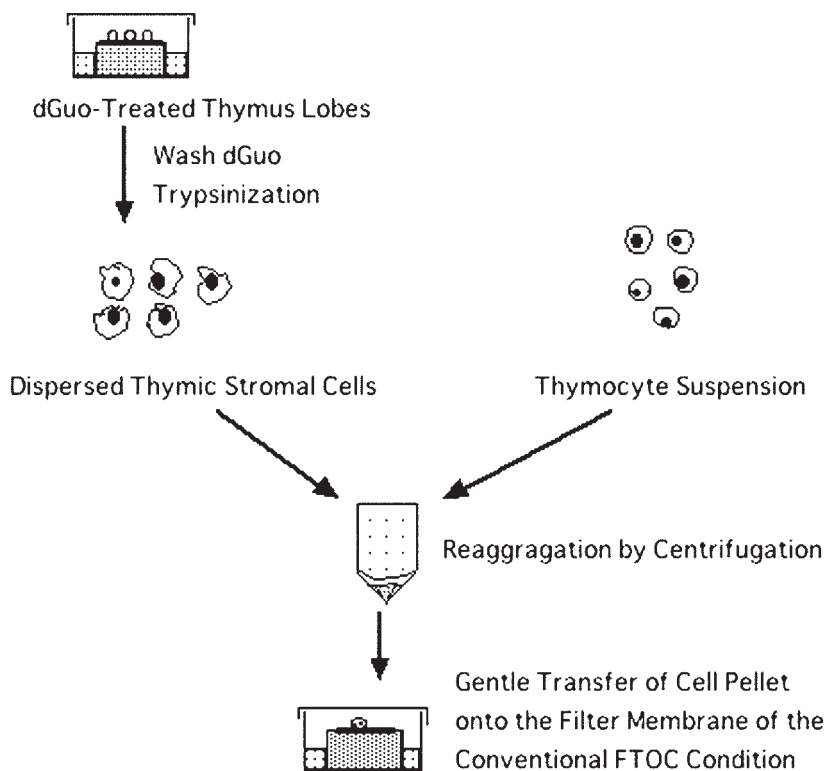 dGuo-Treated Thymus Lobes
Wash dGuo
Trypsinization
Dispersed Thymic Stromal Cells
Thymocyte Suspension
Reaggragation by Centrifugation
Gentle Transfer of Cell Pellet
onto the Filter Membrane of the
Conventional FTOC Condition